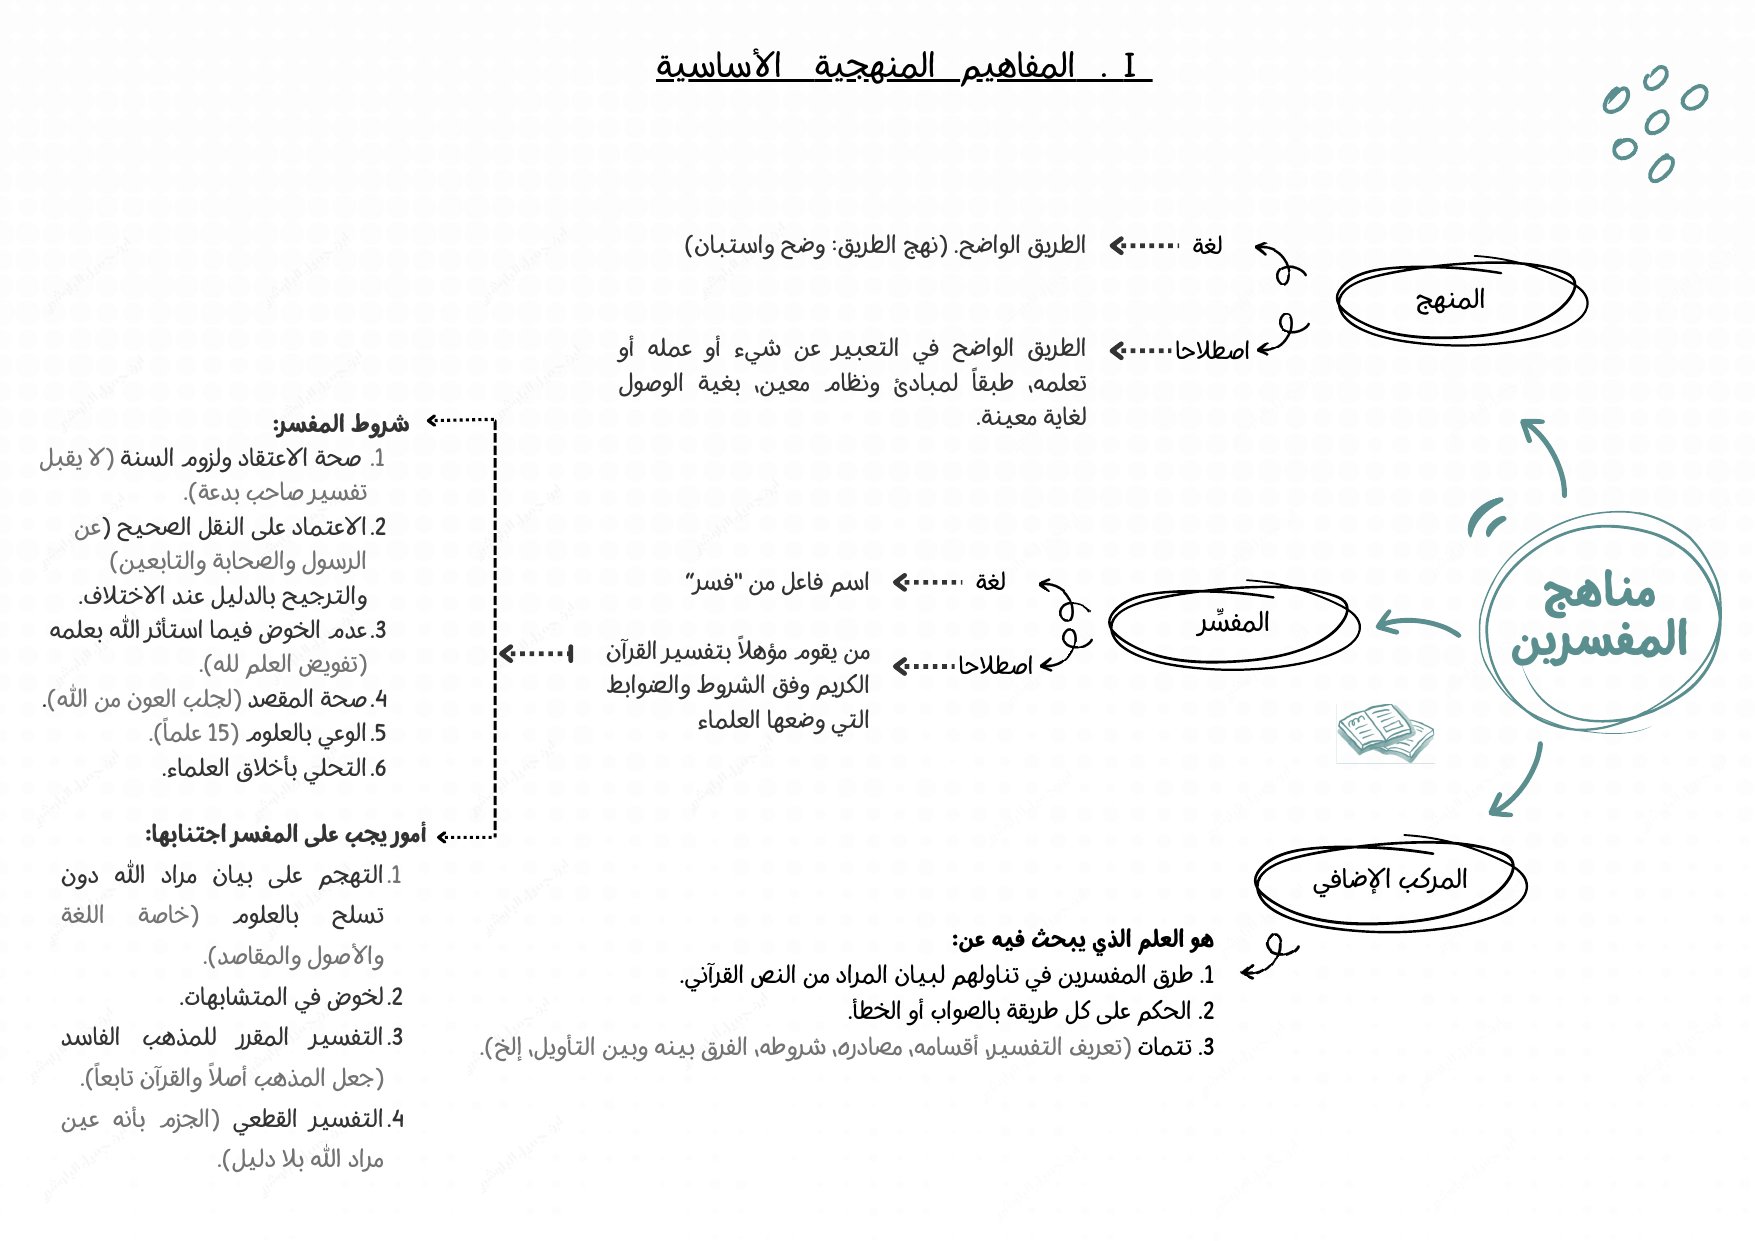 I . المفاهيم المنهجية الأساسية
مناهج
المفسرين
المنهج
لغة
الطريق الواضح. (نهج الطريق: وضح واستبان)
اصطلاحا
الطريق الواضح في التعبير عن شيء أو عمله أو
تعلمه, طبقاً لمبادئ ونظام معين, بغية الوصول
لغاية معينة.
المفسِّر
لغة
اسم فاعل من "فسر"
اصطلاحا
من يقوم مؤهلاً بتفسير القرآن
الكريم وفق الشروط والضوابط
التي وضعها العلماء
شروط المفسر:
1. صحة الاعتقاد ولزوم السنة (لا يقبل
تفسير صاحب بدعة).
2. الاعتماد على النقل الصحيح (عن
الرسول والصحابة والتابعين)
والترجيح بالدليل عند الاختلاف.
3. عدم الخوض فيما استأثر الله بعلمه
(تفويض العلم لله).
4. صحة المقصد (لجلب العون من الله).
5. الوعي بالعلوم (15 علماً).
6. التحلي بأخلاق العلماء.
أمور يجب على المفسر اجتنابها:
1. التهجم على بيان مراد الله دون
تسلح بالعلوم (خاصة اللغة
والأصول والمقاصد).
2. لخوض في المتشابهات.
3. التفسير المقرر للمذهب الفاسد
(جعل المذهب أصلاً والقرآن تابعاً).
4. التفسير القطعي (الجزم بأنه عين
مراد الله بلا دليل).
المركب الإضافي
هو العلم الذي يبحث فيه عن:
1. طرق المفسرين في تناولهم لبيان المراد من النص القرآني.
2. الحكم على كل طريقة بالصواب أو الخطأ.
3. تتمات (تعريف التفسير, أقسامه, مصادره, شروطه, الفرق بينه وبين التأويل, إلخ).